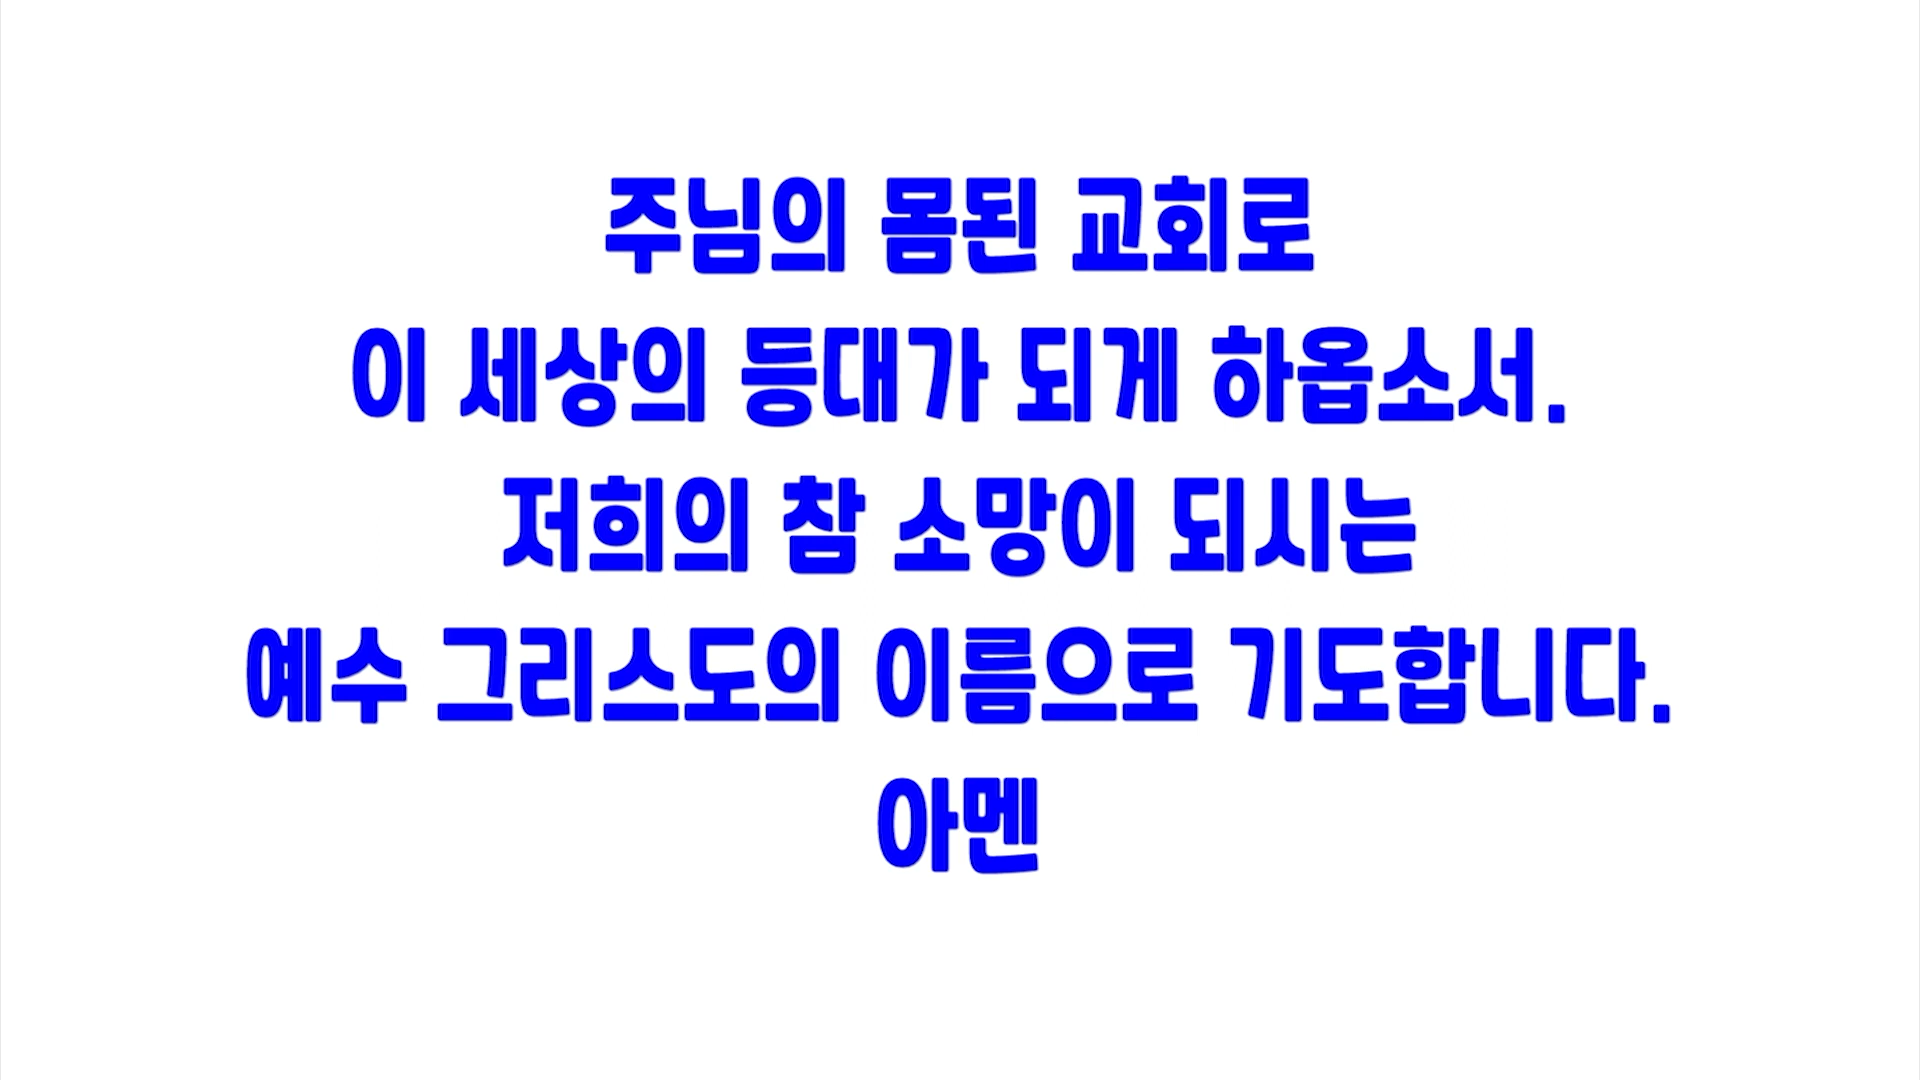 주님의 몸된 교회로
이 세상의 등대가 되게 하옵소서.
저희의 참 소망이 되시는
예수 그리스도의 이름으로 기도합니다.
아멘